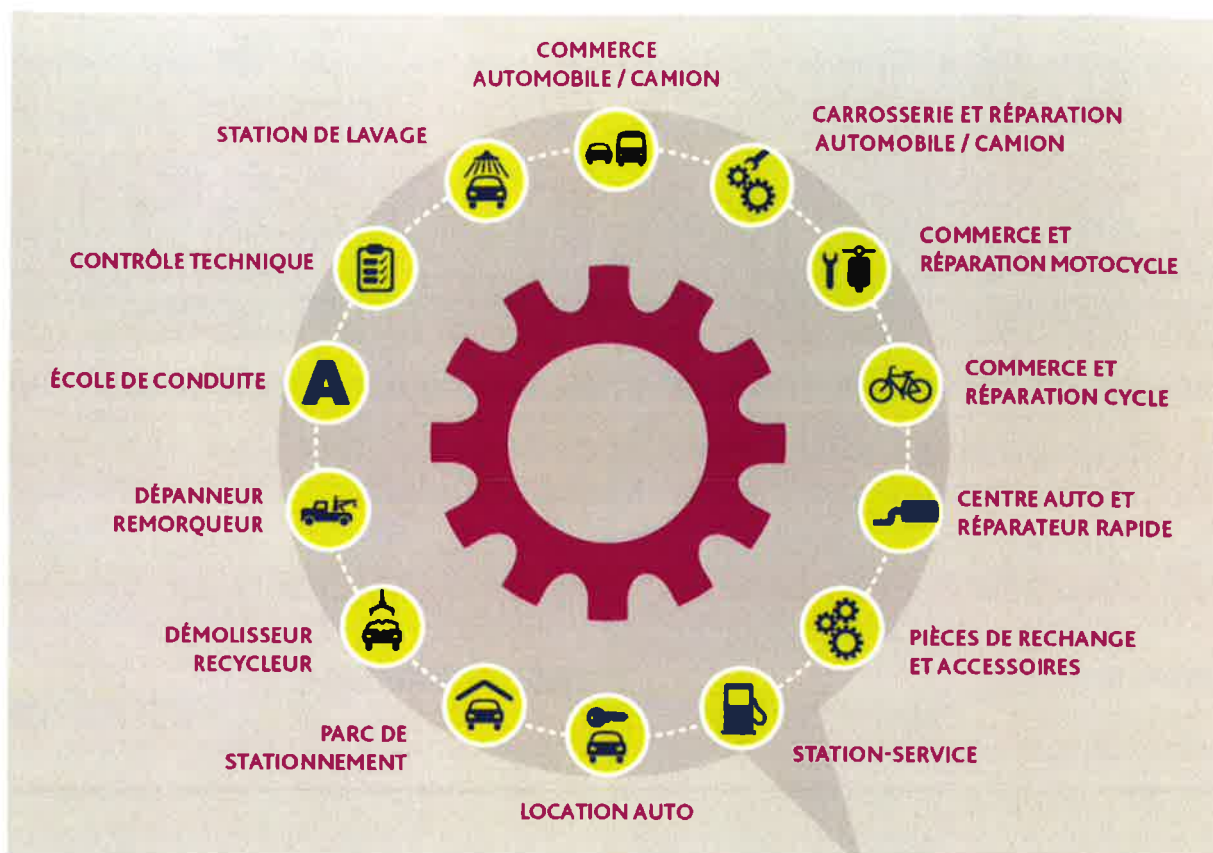 COMMERCE
AUTOMOBILE / CAMION
CARROSSERIE ET RÉPARATION
AUTOMOBILE / CAMION
COMMERCE ET
RÉPARATION MOTOCYCLE
COMMERCE ET
RÉPARATION CYCLE
CENTRE AUTO ET
RÉPARATEUR RAPIDE
PIÈCES DE RECHANGE
ET ACCESSOIRES
STATION-SERVICE
LOCATION AUTO
PARC DE
STATIONNEMENT
DÉMOLISSEUR
RECYCLEUR
DÉPANNEUR
REMORQUEUR
ÉCOLE DE CONDUITE
A
CONTRÔLE TECHNIQUE
STATION DE LAVAGE